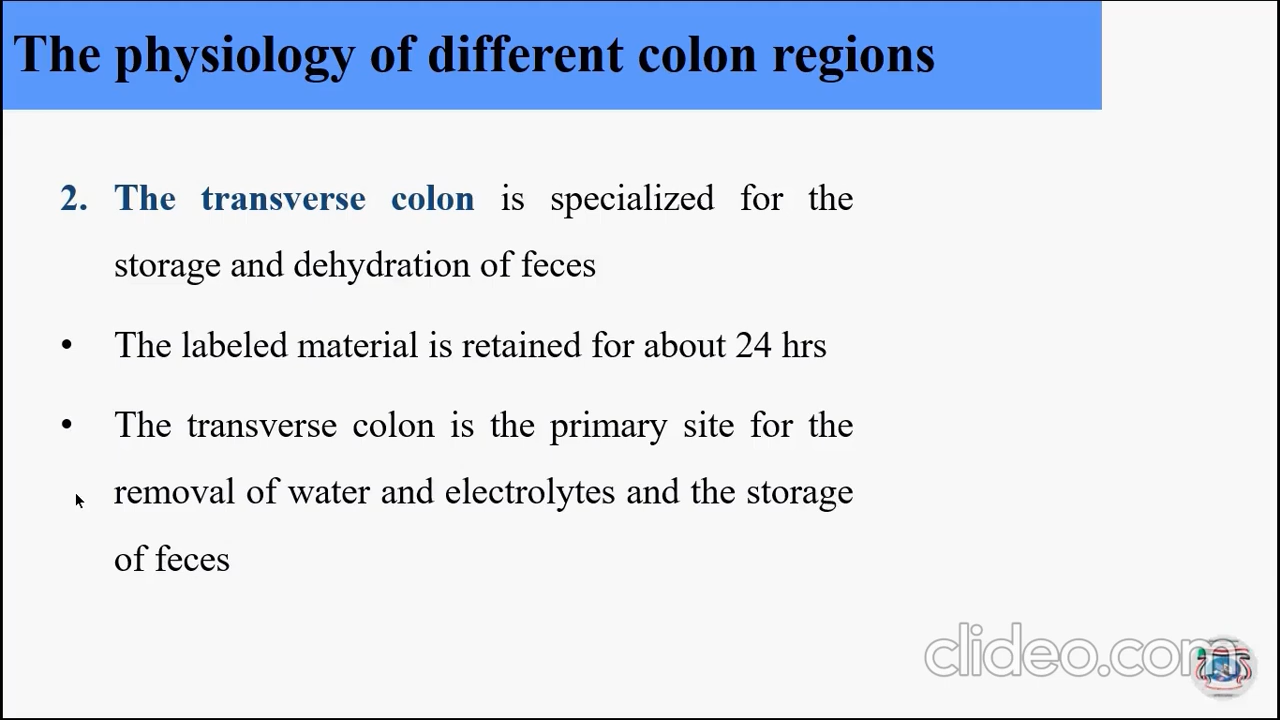 The physiology of different colon regions
2. The transverse colon is specialized for the
storage and dehydration of feces
• The labeled material is retained for about 24 hrs
• The transverse colon is the primary site for the
removal of water and electrolytes and the storage
of feces
clideo.com